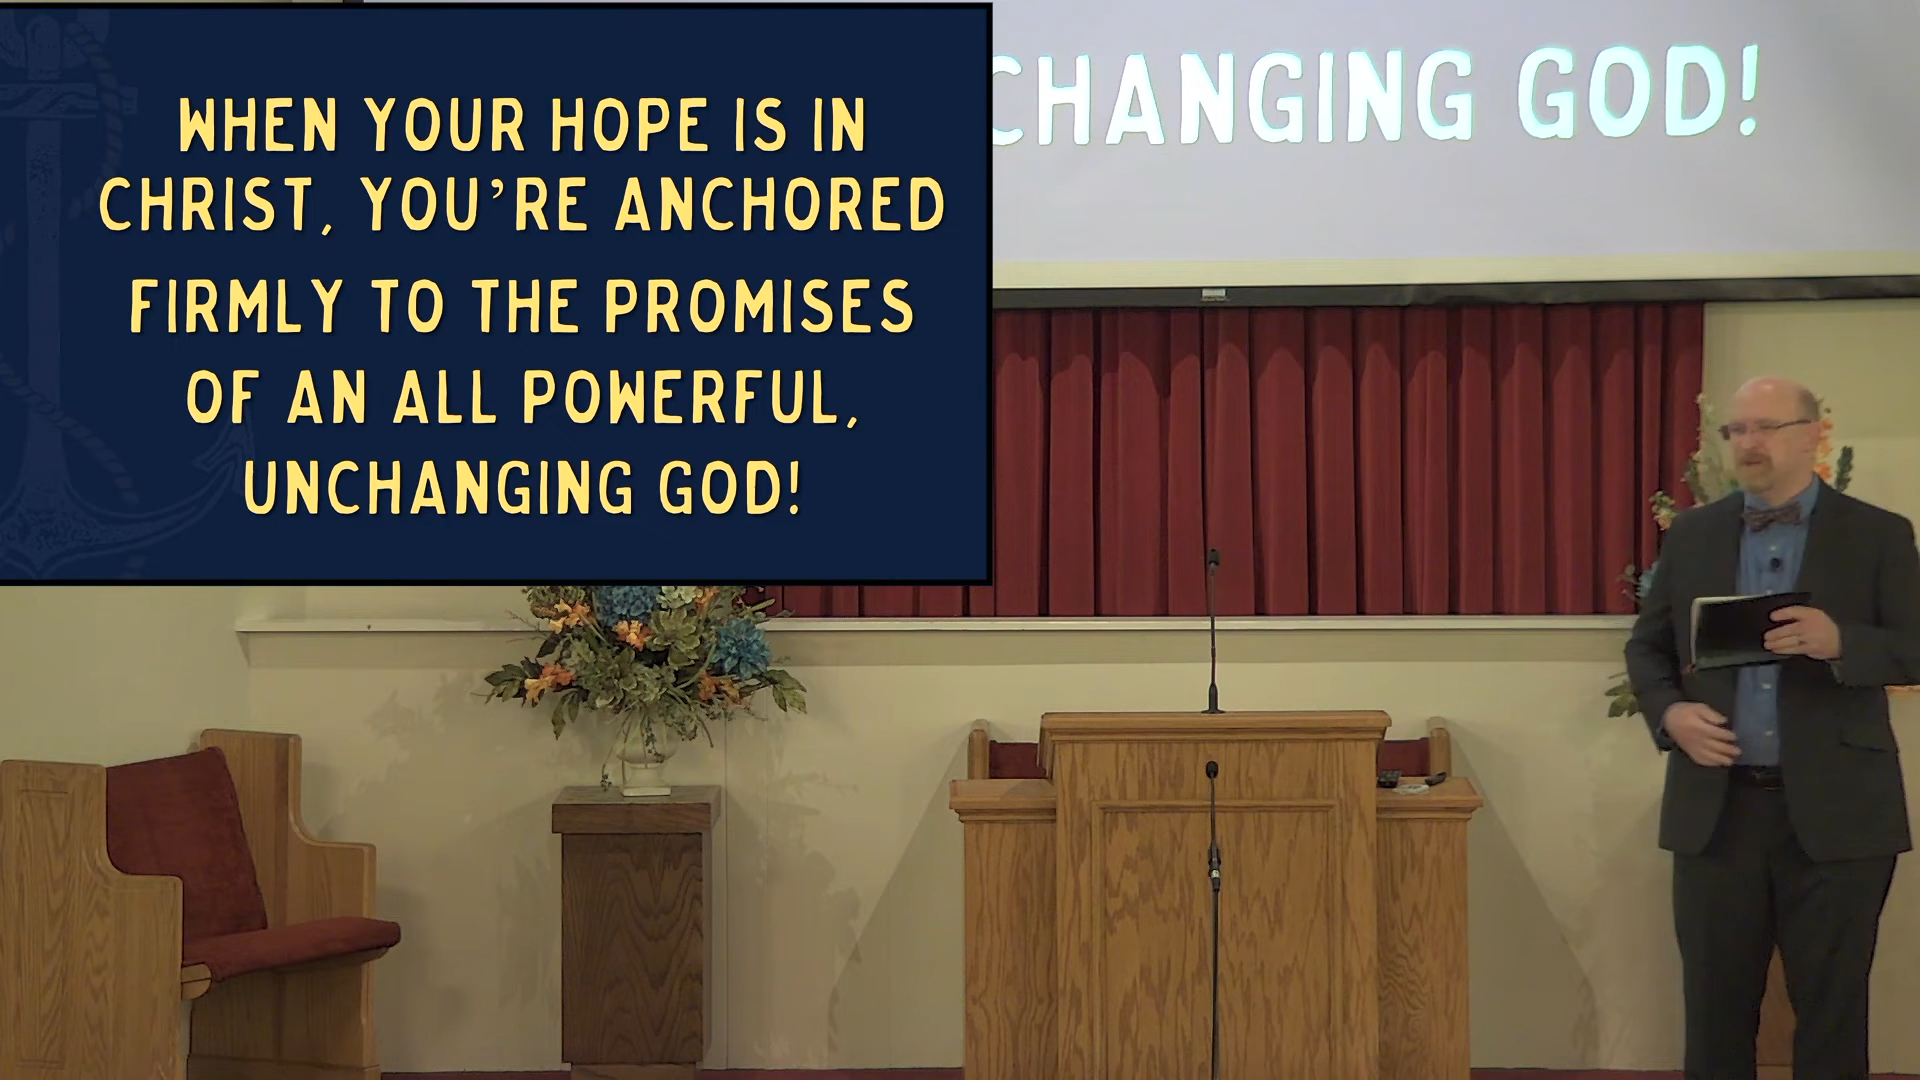 WHEN YOUR HOPE IS IN
CHRIST, YOU'RE ANCHORED
FIRMLY TO THE PROMISES
OF AN ALL POWERFUL,
UNCHANGING GOD!
CHANGING GOD!